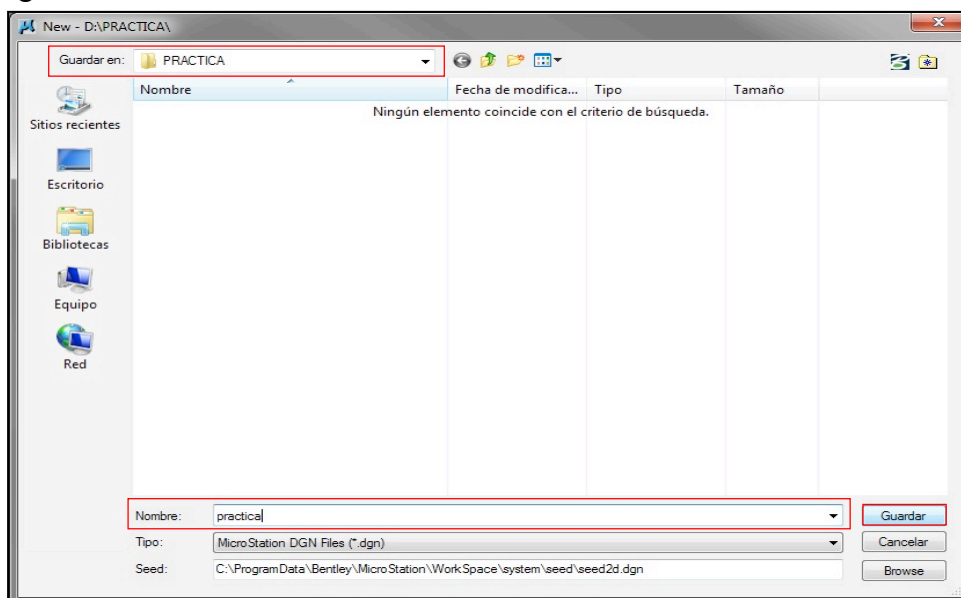 New - D:\PRACTICA\
Guardar en: PRACTICA
Nombre Fecha de modifica... Tipo Tamaño
Ningún elemento coincide con el criterio de búsqueda.
Sitios recientes
Escritorio
Bibliotecas
Equipo
Red
Nombre: practica
Guardar
Tipo: MicroStation DGN Files (*.dgn)
Cancelar
Seed: C:\ProgramData\Bentley\MicroStation\WorkSpace\system\seed\seed2d.dgn
Browse